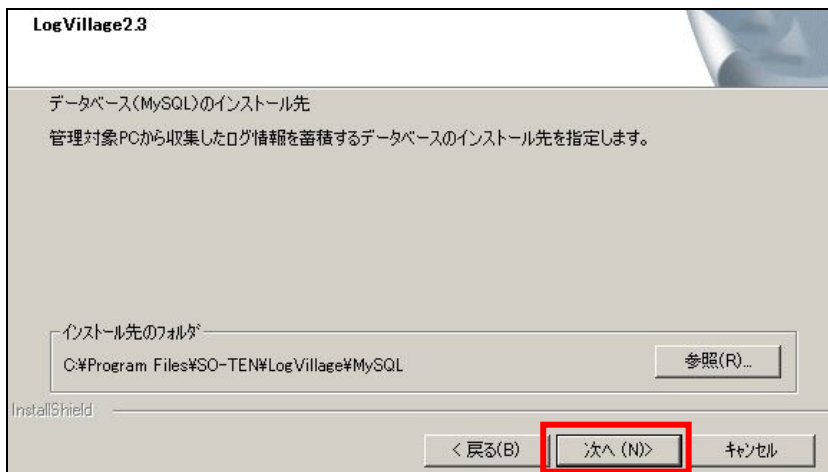 LogVillage2.3
データベース(MySQL)のインストール先
管理対象PCから収集したログ情報を蓄積するデータベースのインストール先を指定します。
インストール先のフォルダ
C:¥Program Files¥SO-TEN¥LogVillage¥MySQL
参照(R)...
InstallShield
< 戻る(B)
次へ (N)>
キャンセル